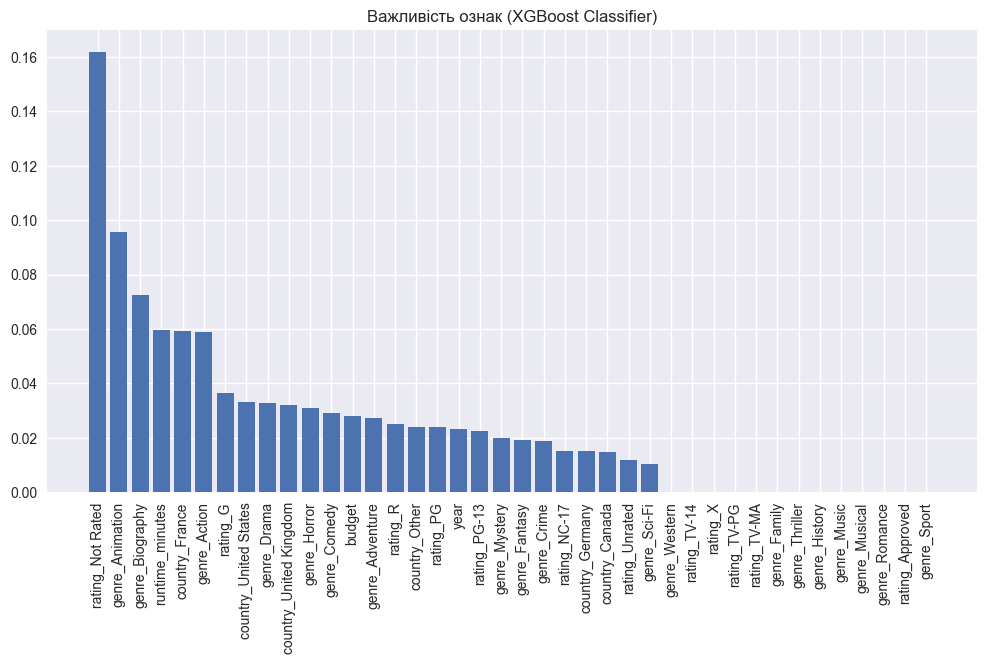 Важливість ознак (XGBoost Classifier)
0.16
0.14
0.12
0.10
0.08
0.06
0.04
0.02
0.00
rating_Not Rated
genre_Animation
genre_Biography
runtime_minutes
country_France
genre_Action
rating_G
country_United States
genre_Drama
country_United Kingdom
genre_Horror
genre_Comedy
budget
genre_Adventure
rating_R
country_Other
rating_PG
year
rating_PG-13
genre_Mystery
genre_Fantasy
genre_Crime
rating_NC-17
country_Germany
country_Canada
rating_Unrated
genre_Sci-Fi
genre_Western
rating_TV-14
rating_X
rating_TV-PG
rating_TV-MA
genre_Family
genre_Thriller
genre_History
genre_Music
genre_Musical
genre_Romance
rating_Approved
genre_Sport